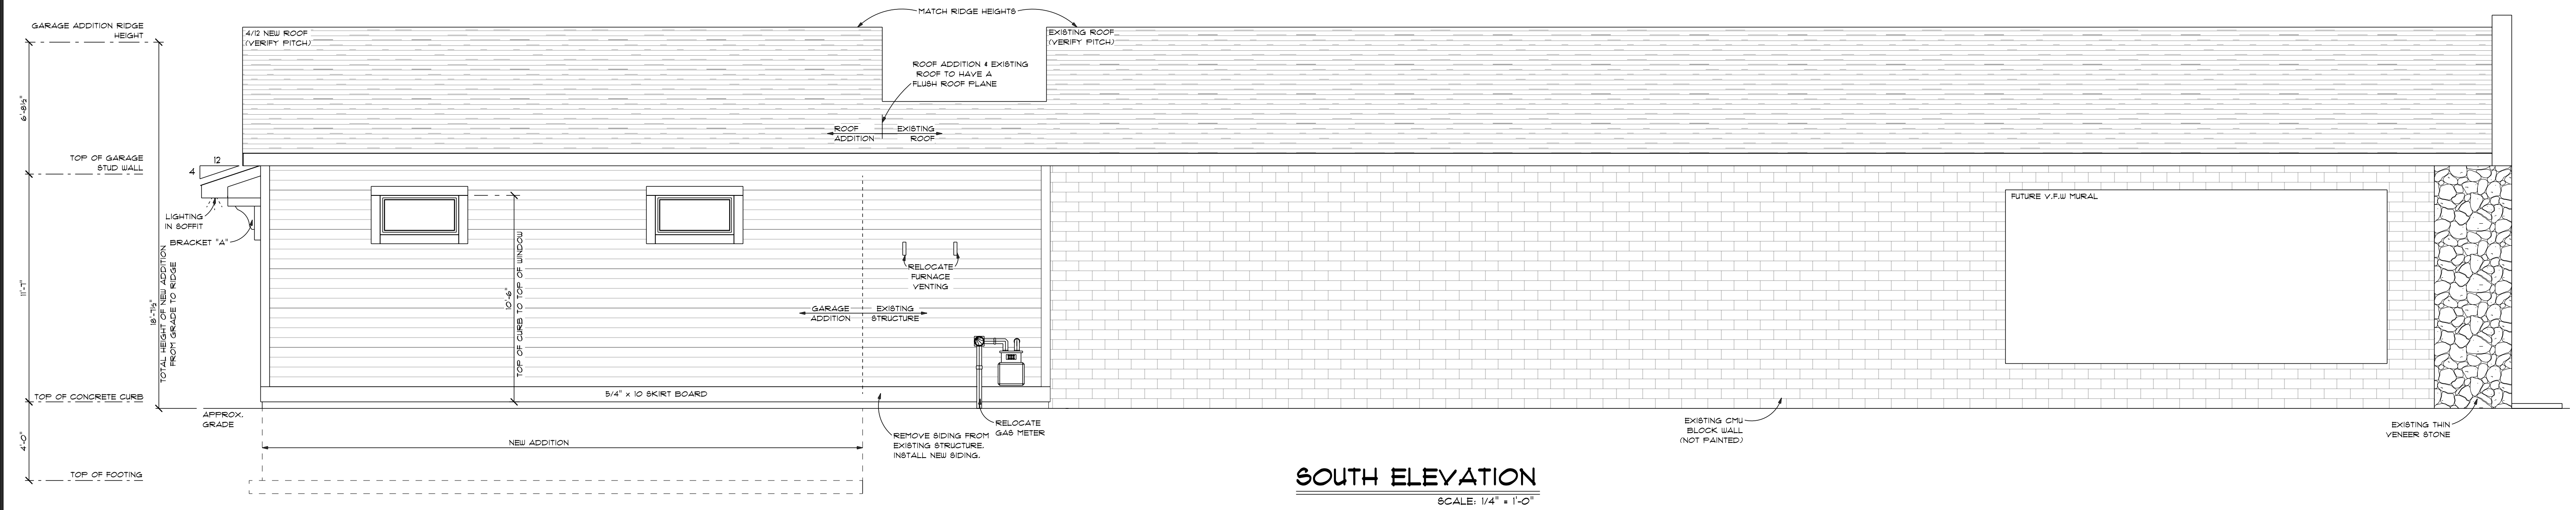 MATCH RIDGE HEIGHTS
GARAGE ADDITION RIDGE
HEIGHT
4/12 NEW ROOF
(VERIFY PITCH)
EXISTING ROOF
(VERIFY PITCH)
ROOF ADDITION & EXISTING
ROOF TO HAVE A
FLUSH ROOF PLANE
6'-8½"
ROOF
ADDITION
EXISTING
ROOF
TOP OF GARAGE
STUD WALL
12
4
LIGHTING
IN SOFFIT
BRACKET "A"
FUTURE V.F.W MURAL
11'-7"
18'-7½"
TOTAL HEIGHT OF NEW ADDITION
FROM GRADE TO RIDGE
10'-6"
TOP OF CURB TO TOP OF WINDOW
RELOCATE
FURNACE
VENTING
GARAGE
ADDITION
EXISTING
STRUCTURE
5/4" x 10 SKIRT BOARD
TOP OF CONCRETE CURB
APPROX.
GRADE
4'-0"
NEW ADDITION
REMOVE SIDING FROM
EXISTING STRUCTURE.
INSTALL NEW SIDING.
RELOCATE
GAS METER
EXISTING CMU
BLOCK WALL
(NOT PAINTED)
EXISTING THIN
VENEER STONE
TOP OF FOOTING
SOUTH ELEVATION
SCALE: 1/4" = 1'-0"